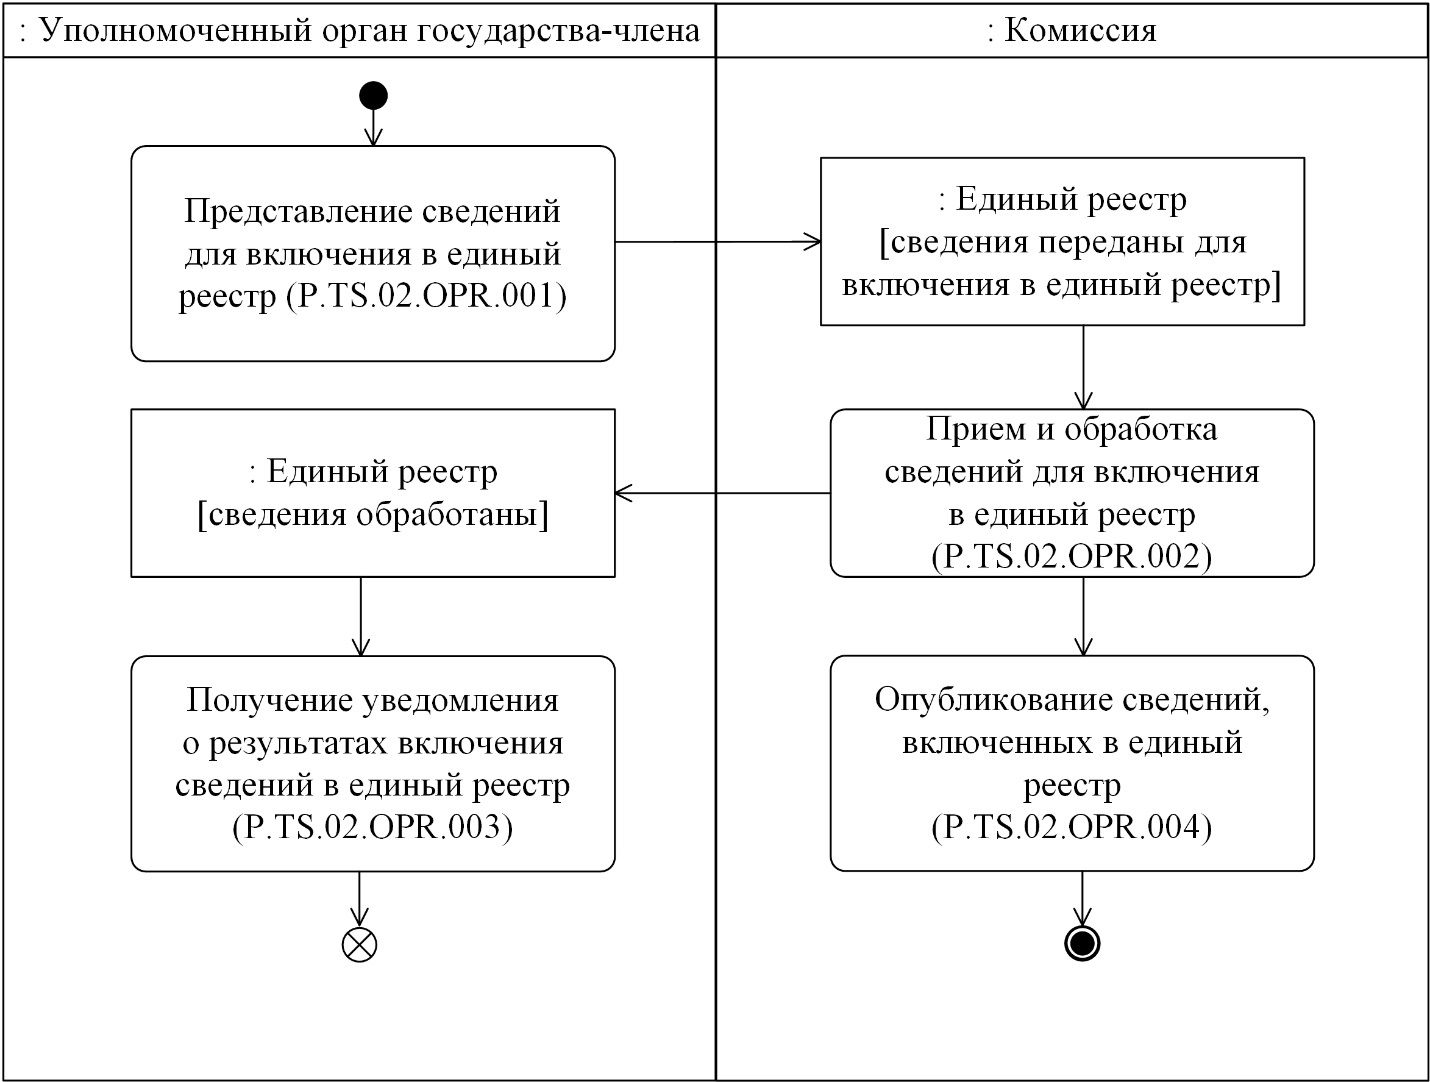 : Уполномоченный орган государства-члена
: Комиссия
Представление сведений
для включения в единый
реестр (P.TS.02.OPR.001)
: Единый реестр
[сведения переданы для
включения в единый реестр]
Прием и обработка
сведений для включения
в единый реестр
(P.TS.02.OPR.002)
: Единый реестр
[сведения обработаны]
Получение уведомления
о результатах включения
сведений в единый реестр
(P.TS.02.OPR.003)
Опубликование сведений,
включенных в единый
реестр
(P.TS.02.OPR.004)